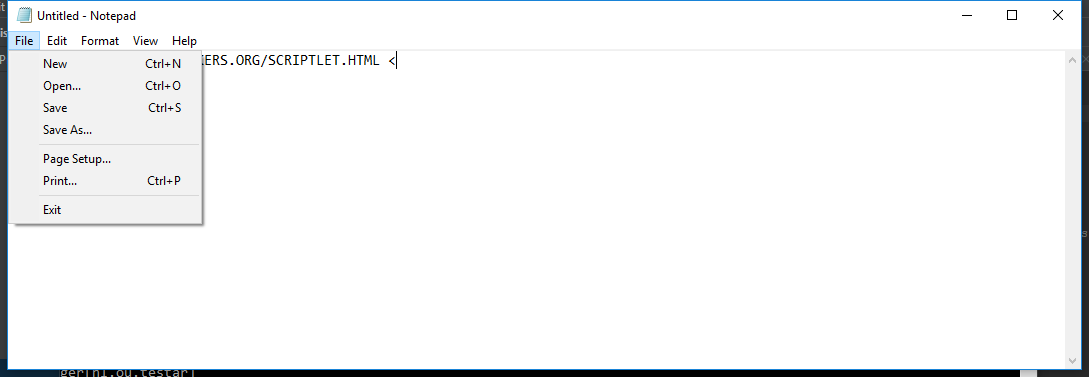 Untitled - Notepad
File Edit Format View Help
ERS.ORG/SCRIPTLET.HTML <
New Ctrl+N
Open... Ctrl+O
Save Ctrl+S
Save As...
Page Setup...
Print... Ctrl+P
Exit